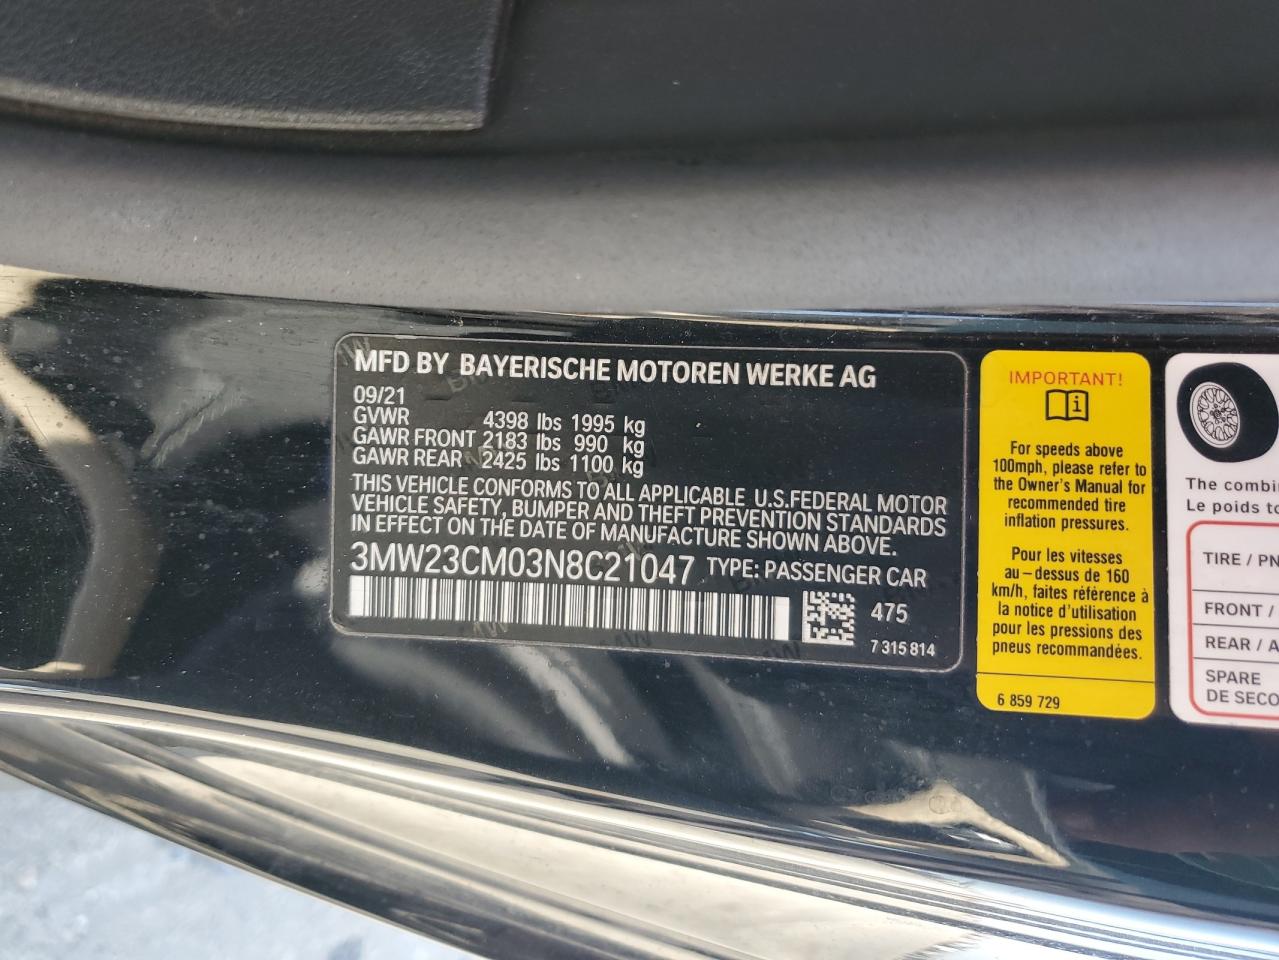 MFD BY BAYERISCHE MOTOREN WERKE AG
09/21
GVWR 4398 lbs 1995 kg
GAWR FRONT 2183 lbs 990 kg
GAWR REAR 2425 lbs 1100 kg
THIS VEHICLE CONFORMS TO ALL APPLICABLE U.S.FEDERAL MOTOR
VEHICLE SAFETY, BUMPER AND THEFT PREVENTION STANDARDS
IN EFFECT ON THE DATE OF MANUFACTURE SHOWN ABOVE.
3MW23CM03N8C21047 TYPE: PASSENGER CAR
475
7 315 814
IMPORTANT!
For speeds above
100mph, please refer to
the Owner's Manual for
recommended tire
inflation pressures.
Pour les vitesses
au-dessus de 160
km/h, faites référence à
la notice d'utilisation
pour les pressions des
pneus recommandées.
6 859 729
The combi
Le poids to
TIRE / PN
FRONT /
REAR / A
SPARE
DE SECO